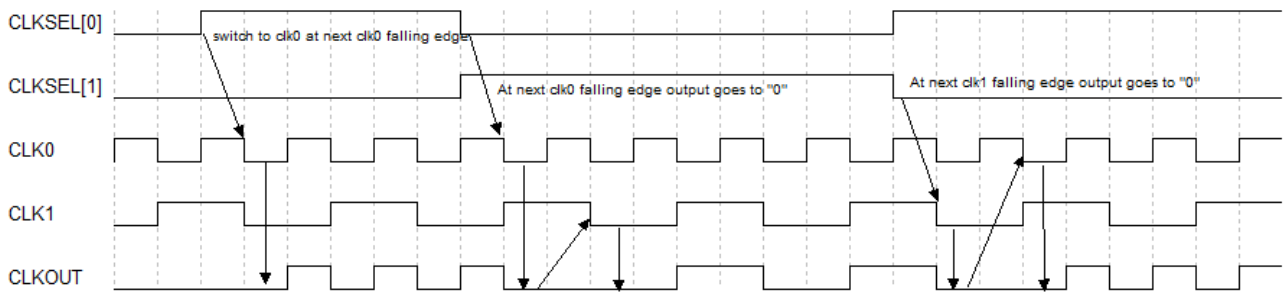 CLKSEL[0]
switch to clk0 at next clk0 falling edge
CLKSEL[1]
At next clk0 falling edge output goes to "0"
At next clk1 falling edge output goes to "0"
CLK0
CLK1
CLKOUT